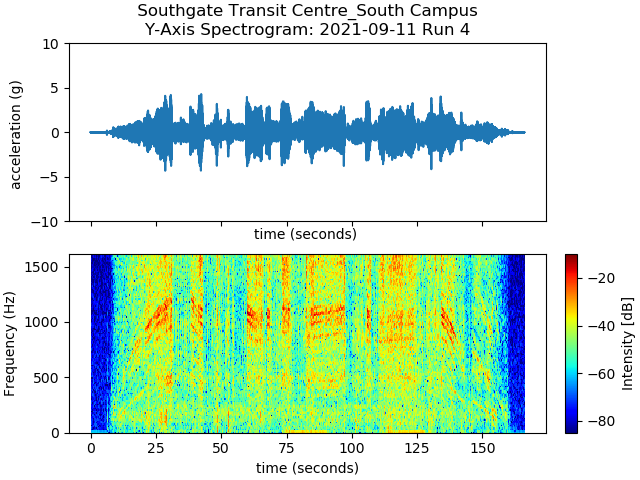 Southgate Transit Centre_South Campus
Y-Axis Spectrogram: 2021-09-11 Run 4
10
5
0
−5
−10
acceleration (g)
time (seconds)
1500
1000
500
0
Frequency (Hz)
0 25 50 75 100 125 150
time (seconds)
−20
−40
−60
−80
Intensity [dB]